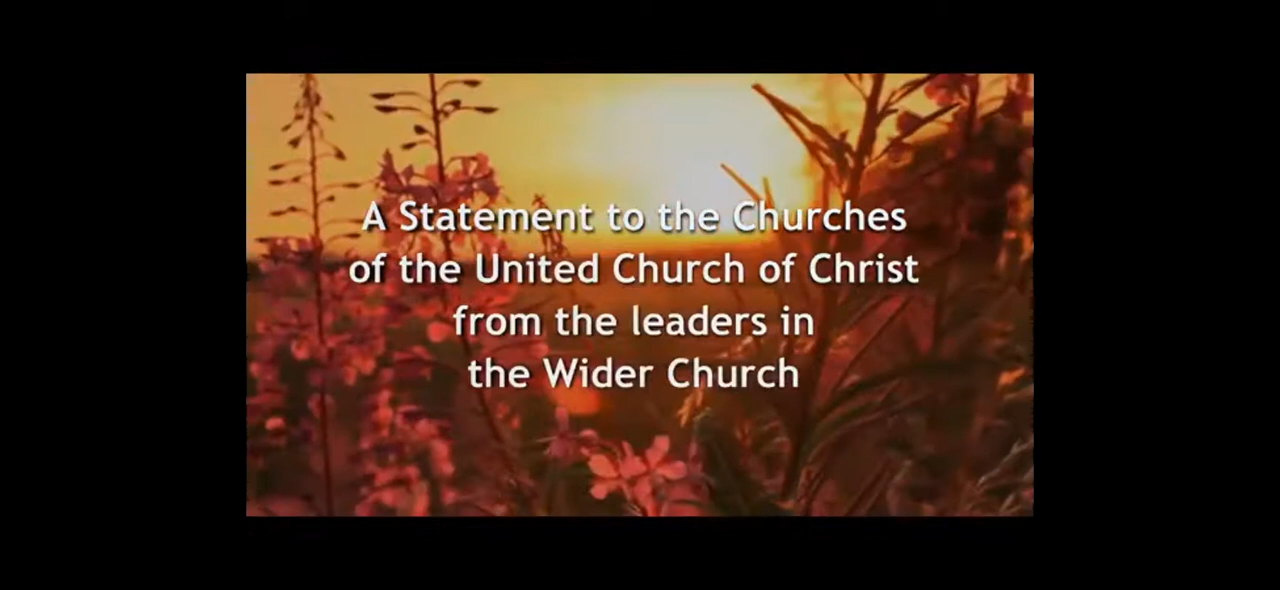 A Statement to the Churches
of the United Church of Christ
from the leaders in
the Wider Church